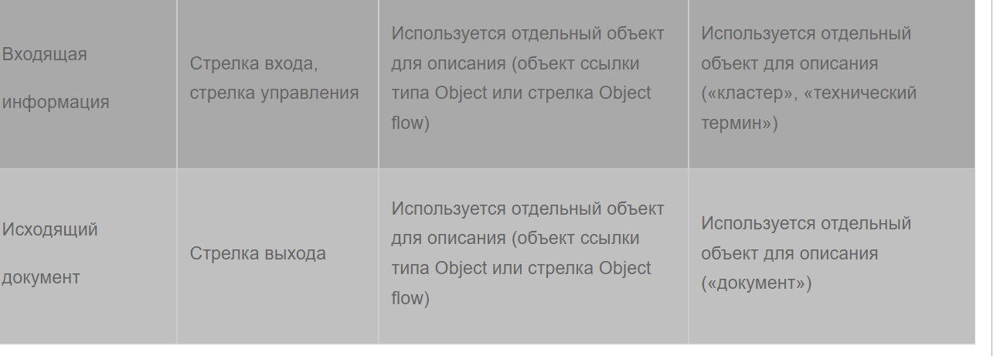 Входящая
информация
Стрелка входа,
стрелка управления
Используется отдельный объект
для описания (объект ссылки
типа Object или стрелка Object
flow)
Используется отдельный
объект для описания
(«кластер», «технический
термин»)
Исходящий
документ
Стрелка выхода
Используется отдельный объект
для описания (объект ссылки
типа Object или стрелка Object
flow)
Используется отдельный
объект для описания
(«документ»)